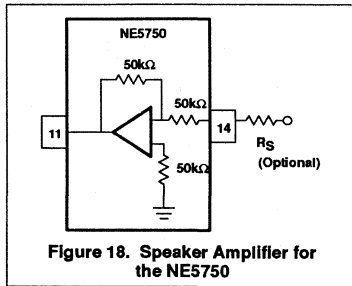 NE5750
50kΩ
50kΩ
11
14
RS
(Optional)
50kΩ
Figure 18. Speaker Amplifier for
the NE5750